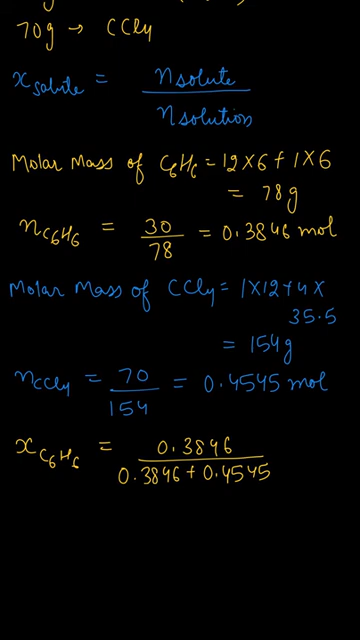 70g → CCl4
x solute = n solute / n solution
Molar Mass of C6H6 = 12 X 6 + 1 X 6
= 78g
n C6H6 = 30 / 78 = 0.3846 mol
Molar Mass of CCl4 = 1 X 12 + 4 X
35.5
= 154g
n CCl4 = 70 / 154 = 0.4545 mol
x C6H6 = 0.3846 / 0.3846 + 0.4545